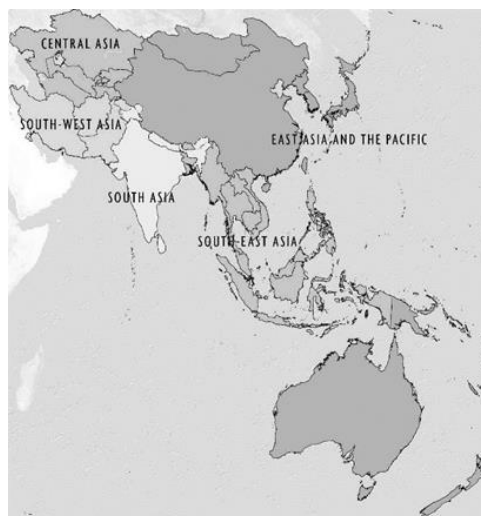 CENTRAL ASIA
SOUTH-WEST ASIA
EAST ASIA AND THE PACIFIC
SOUTH ASIA
SOUTH-EAST ASIA